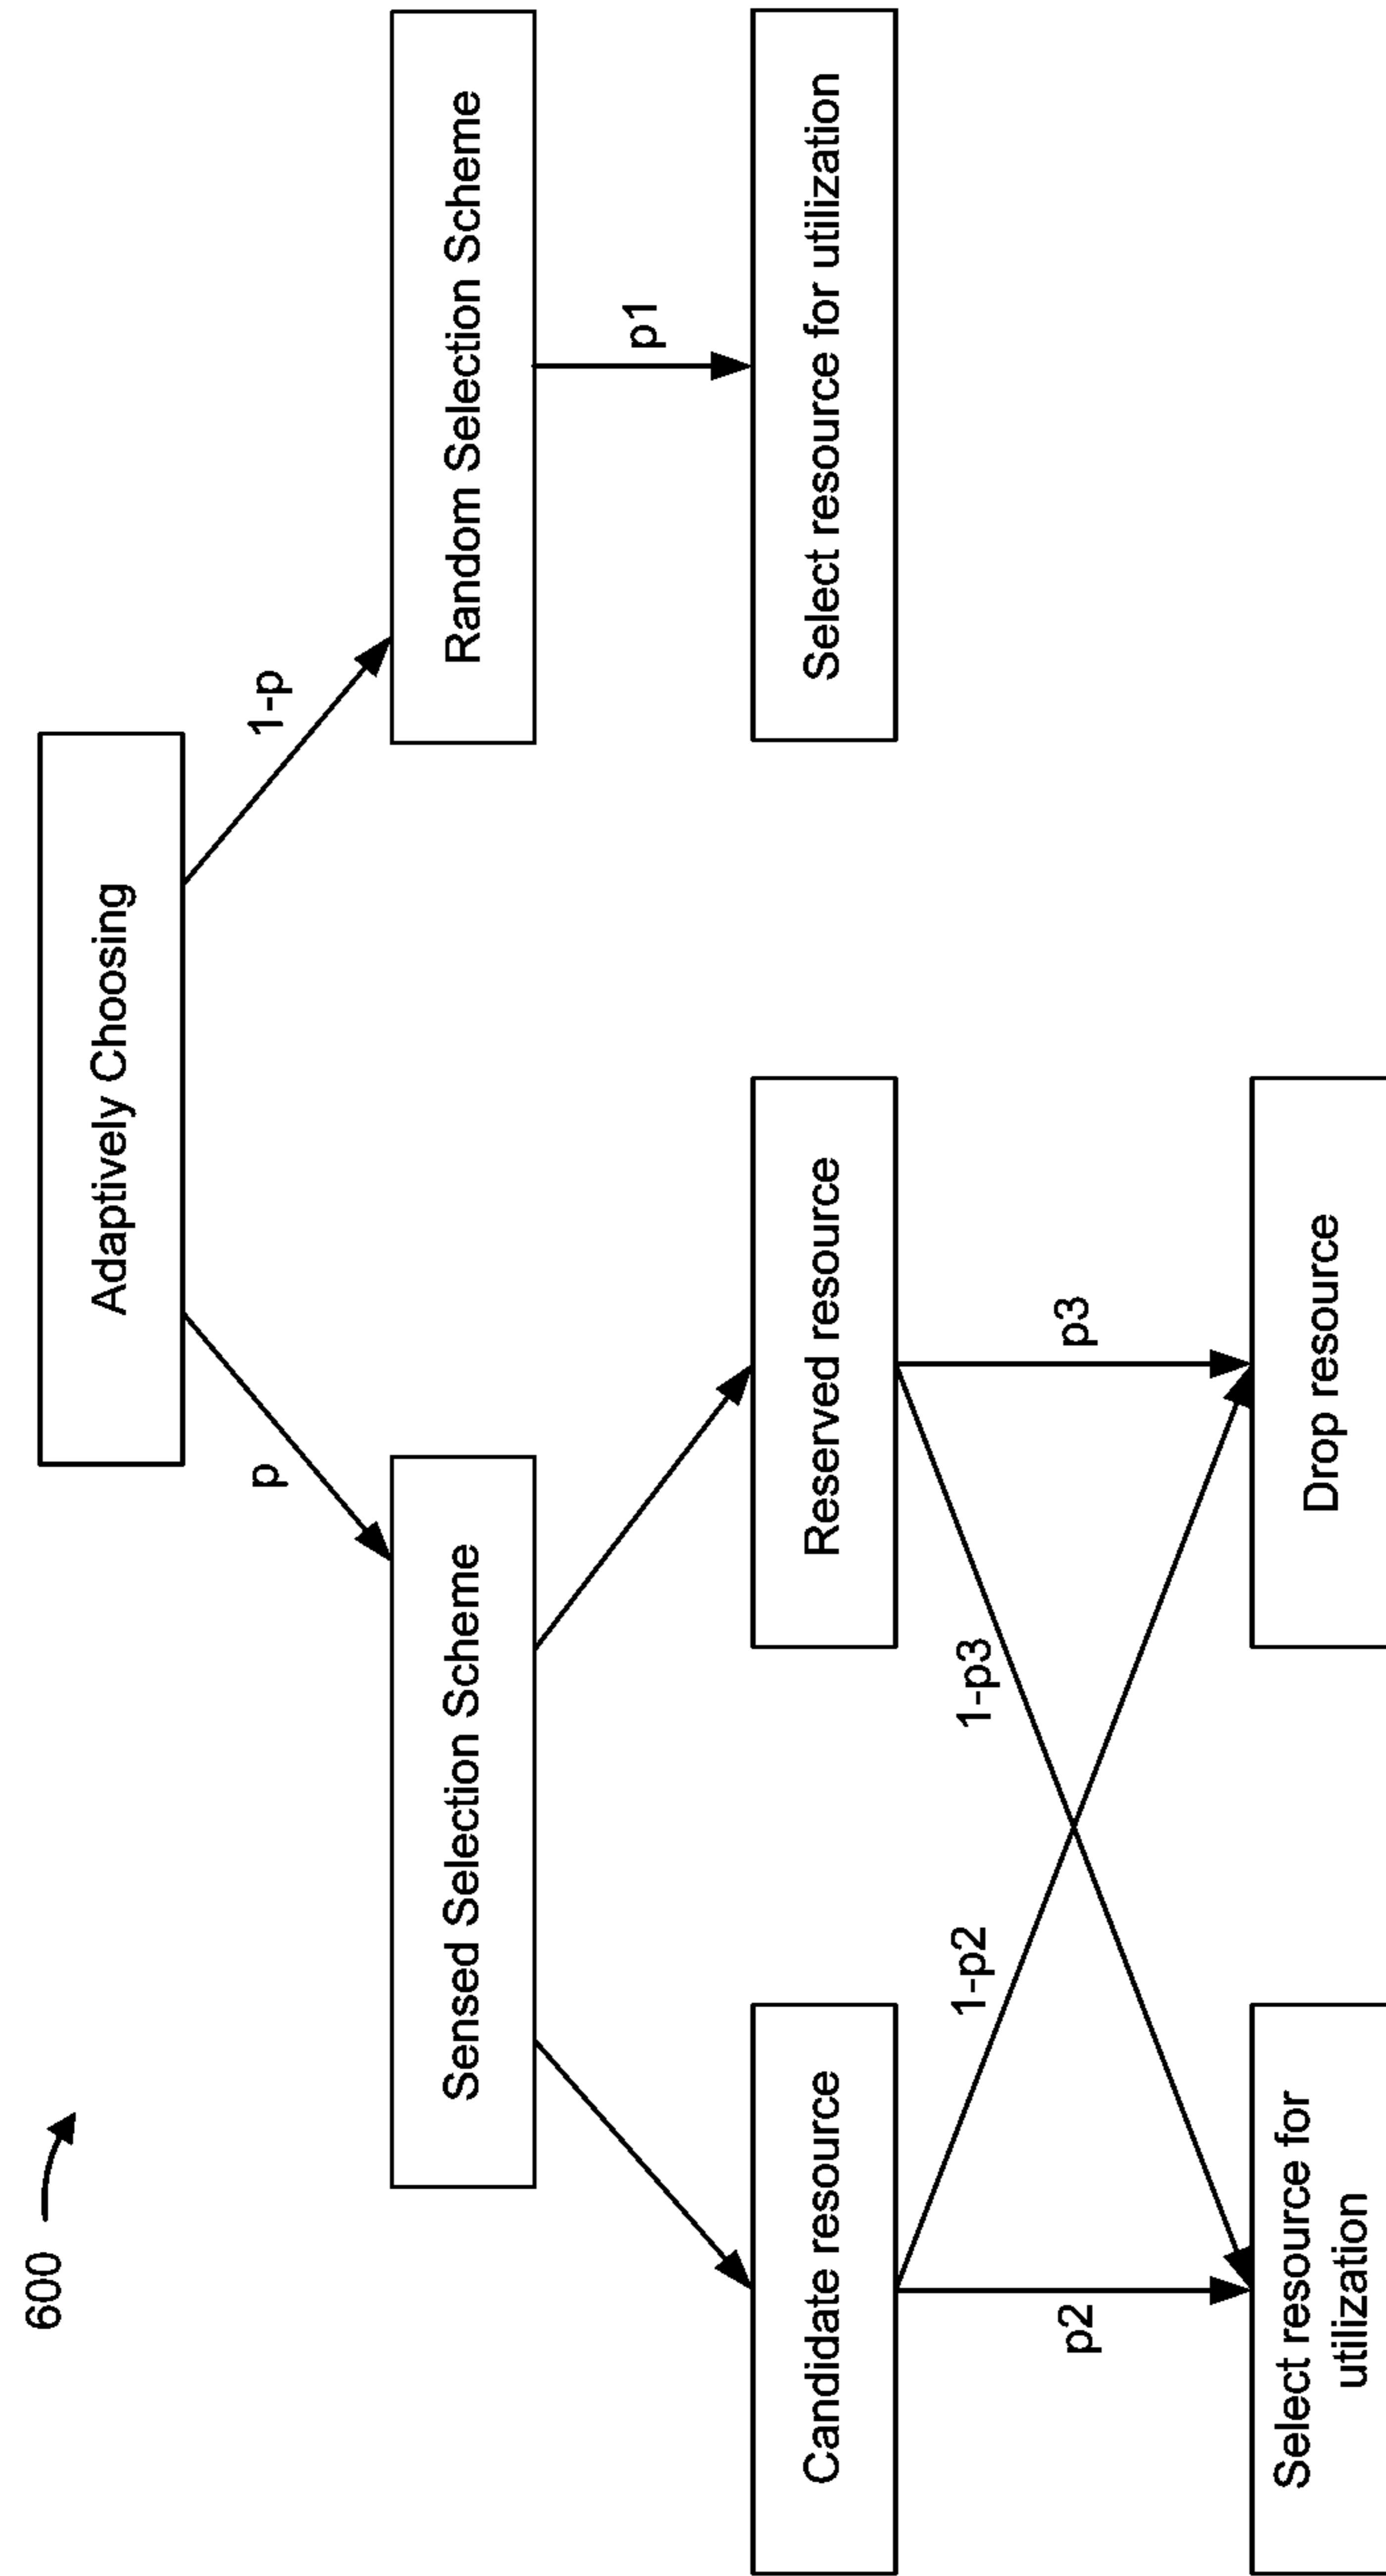 600
Adaptively Choosing
p
1-p
Sensed Selection Scheme
Random Selection Scheme
p1
Candidate resource
Reserved resource
Select resource for utilization
1-p2
1-p3
p2
p3
Select resource for
utilization
Drop resource